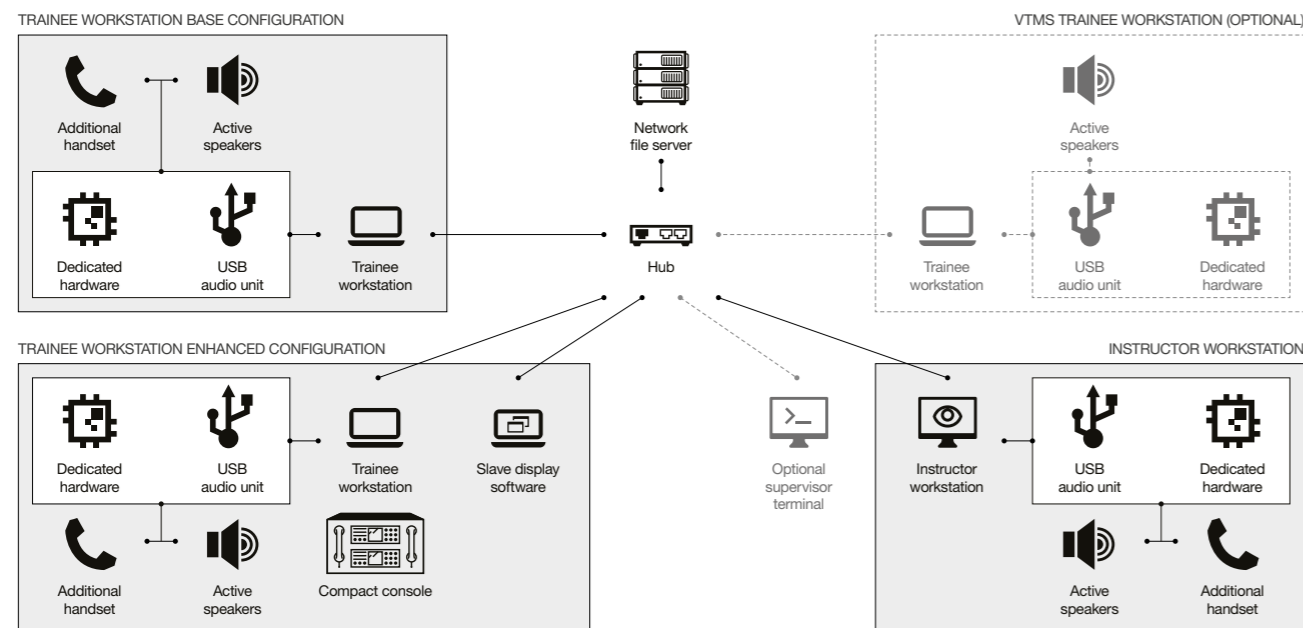 TRAINEE WORKSTATION BASE CONFIGURATION
Additional
handset
Active
speakers
Dedicated
hardware
USB
audio unit
Trainee
workstation
Network
file server
Hub
VTMS TRAINEE WORKSTATION (OPTIONAL)
Active
speakers
Trainee
workstation
USB
audio unit
Dedicated
hardware
TRAINEE WORKSTATION ENHANCED CONFIGURATION
Dedicated
hardware
USB
audio unit
Trainee
workstation
Slave display
software
Additional
handset
Active
speakers
Compact console
Optional
supervisor
terminal
INSTRUCTOR WORKSTATION
Instructor
workstation
USB
audio unit
Dedicated
hardware
Active
speakers
Additional
handset